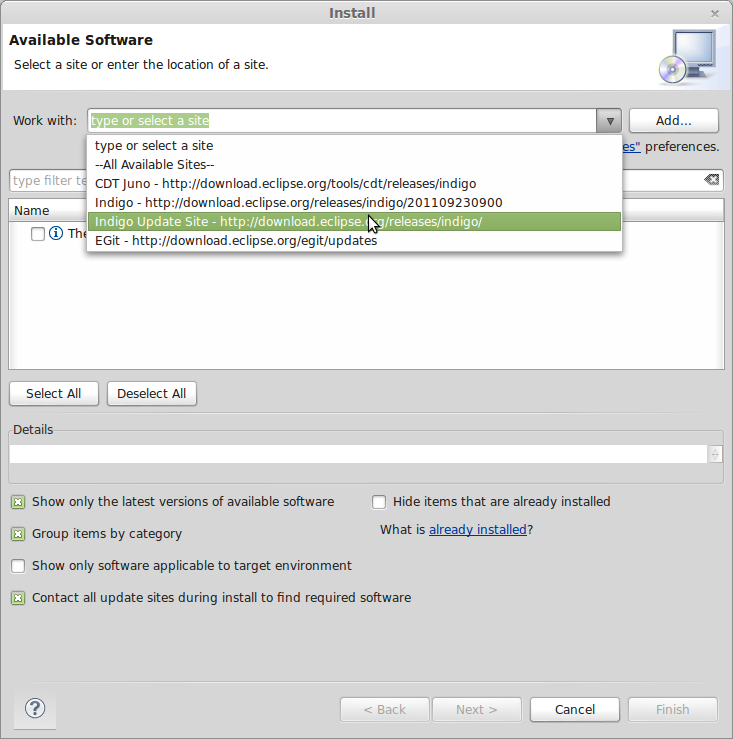 Install
Available Software
Select a site or enter the location of a site.
Work with: type or select a site Add...
type or select a site
es" preferences.
--All Available Sites--
type filter te
CDT Juno - http://download.eclipse.org/tools/cdt/releases/indigo
Indigo - http://download.eclipse.org/releases/indigo/201109230900
Name
Indigo Update Site - http://download.eclipse.org/releases/indigo/
The
EGit - http://download.eclipse.org/egit/updates
Select All Deselect All
Details
Show only the latest versions of available software Hide items that are already installed
Group items by category What is already installed?
Show only software applicable to target environment
Contact all update sites during install to find required software
? < Back Next > Cancel Finish